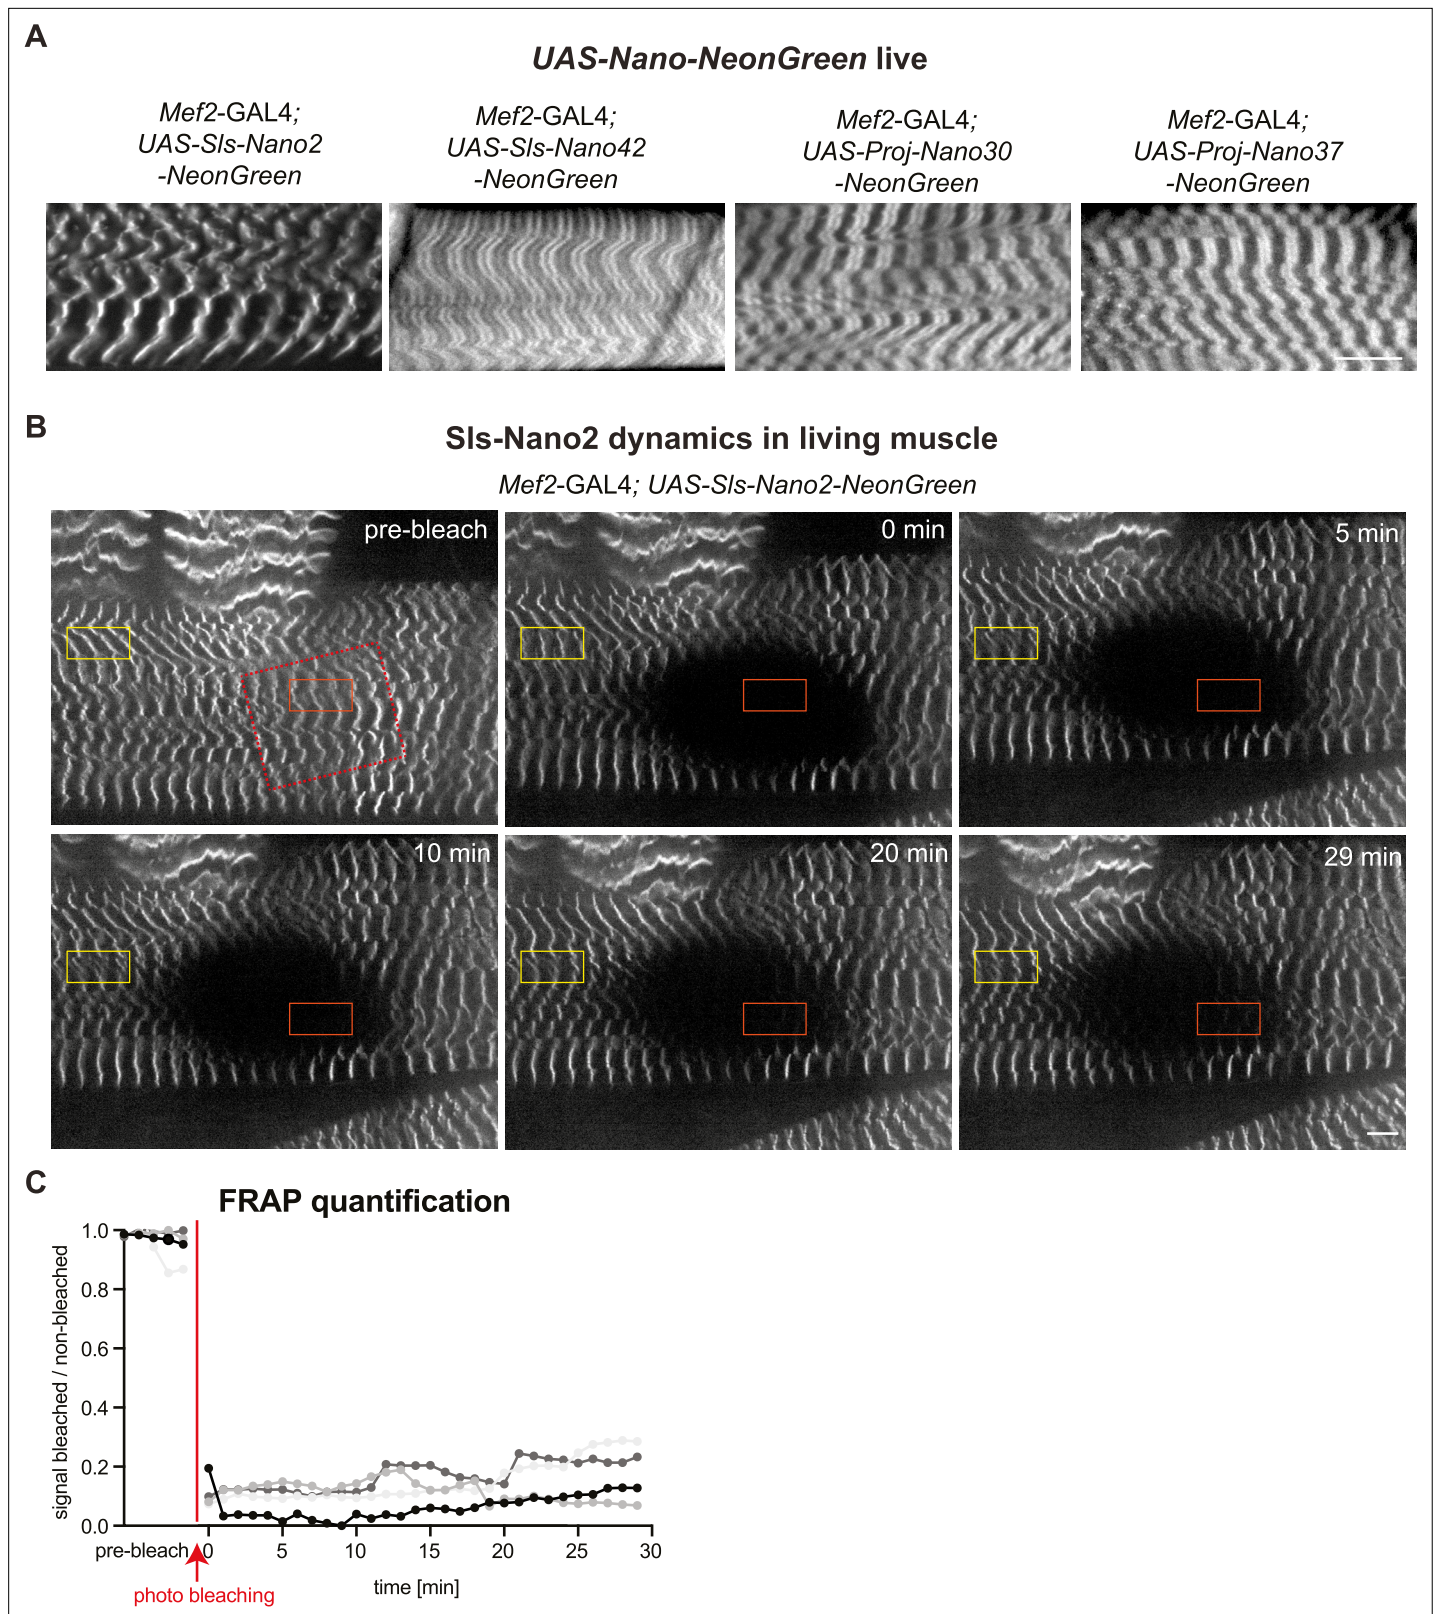 A
UAS-Nano-NeonGreen live
Mef2-GAL4;
UAS-Sls-Nano2
-NeonGreen
Mef2-GAL4;
UAS-Sls-Nano42
-NeonGreen
Mef2-GAL4;
UAS-Proj-Nano30
-NeonGreen
Mef2-GAL4;
UAS-Proj-Nano37
-NeonGreen
B
Sls-Nano2 dynamics in living muscle
Mef2-GAL4; UAS-Sls-Nano2-NeonGreen
pre-bleach
0 min
5 min
10 min
20 min
29 min
C
FRAP quantification
signal bleached / non-bleached
1.0
0.8
0.6
0.4
0.2
0.0
pre-bleach 0 5 10 15 20 25 30
time [min]
photo bleaching